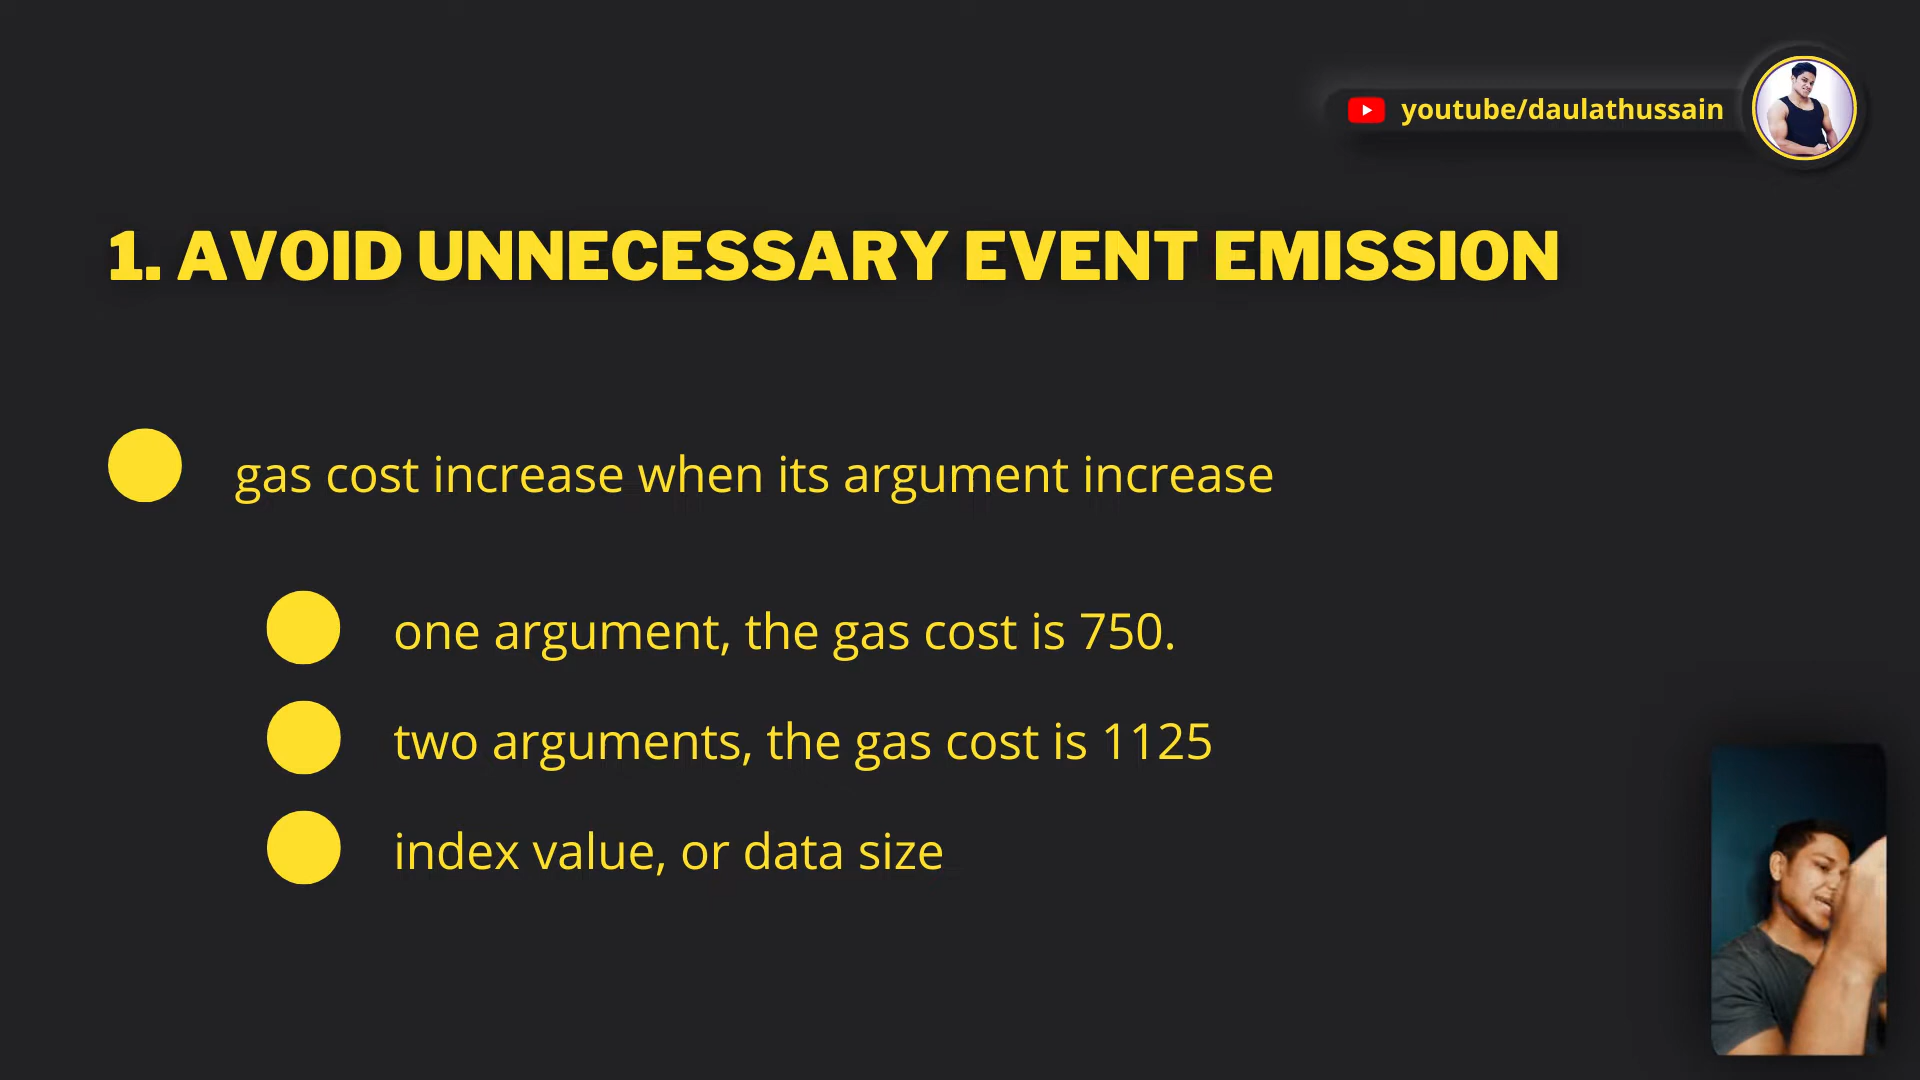 youtube/daulathussain
1. AVOID UNNECESSARY EVENT EMISSION
gas cost increase when its argument increase
one argument, the gas cost is 750.
two arguments, the gas cost is 1125
index value, or data size